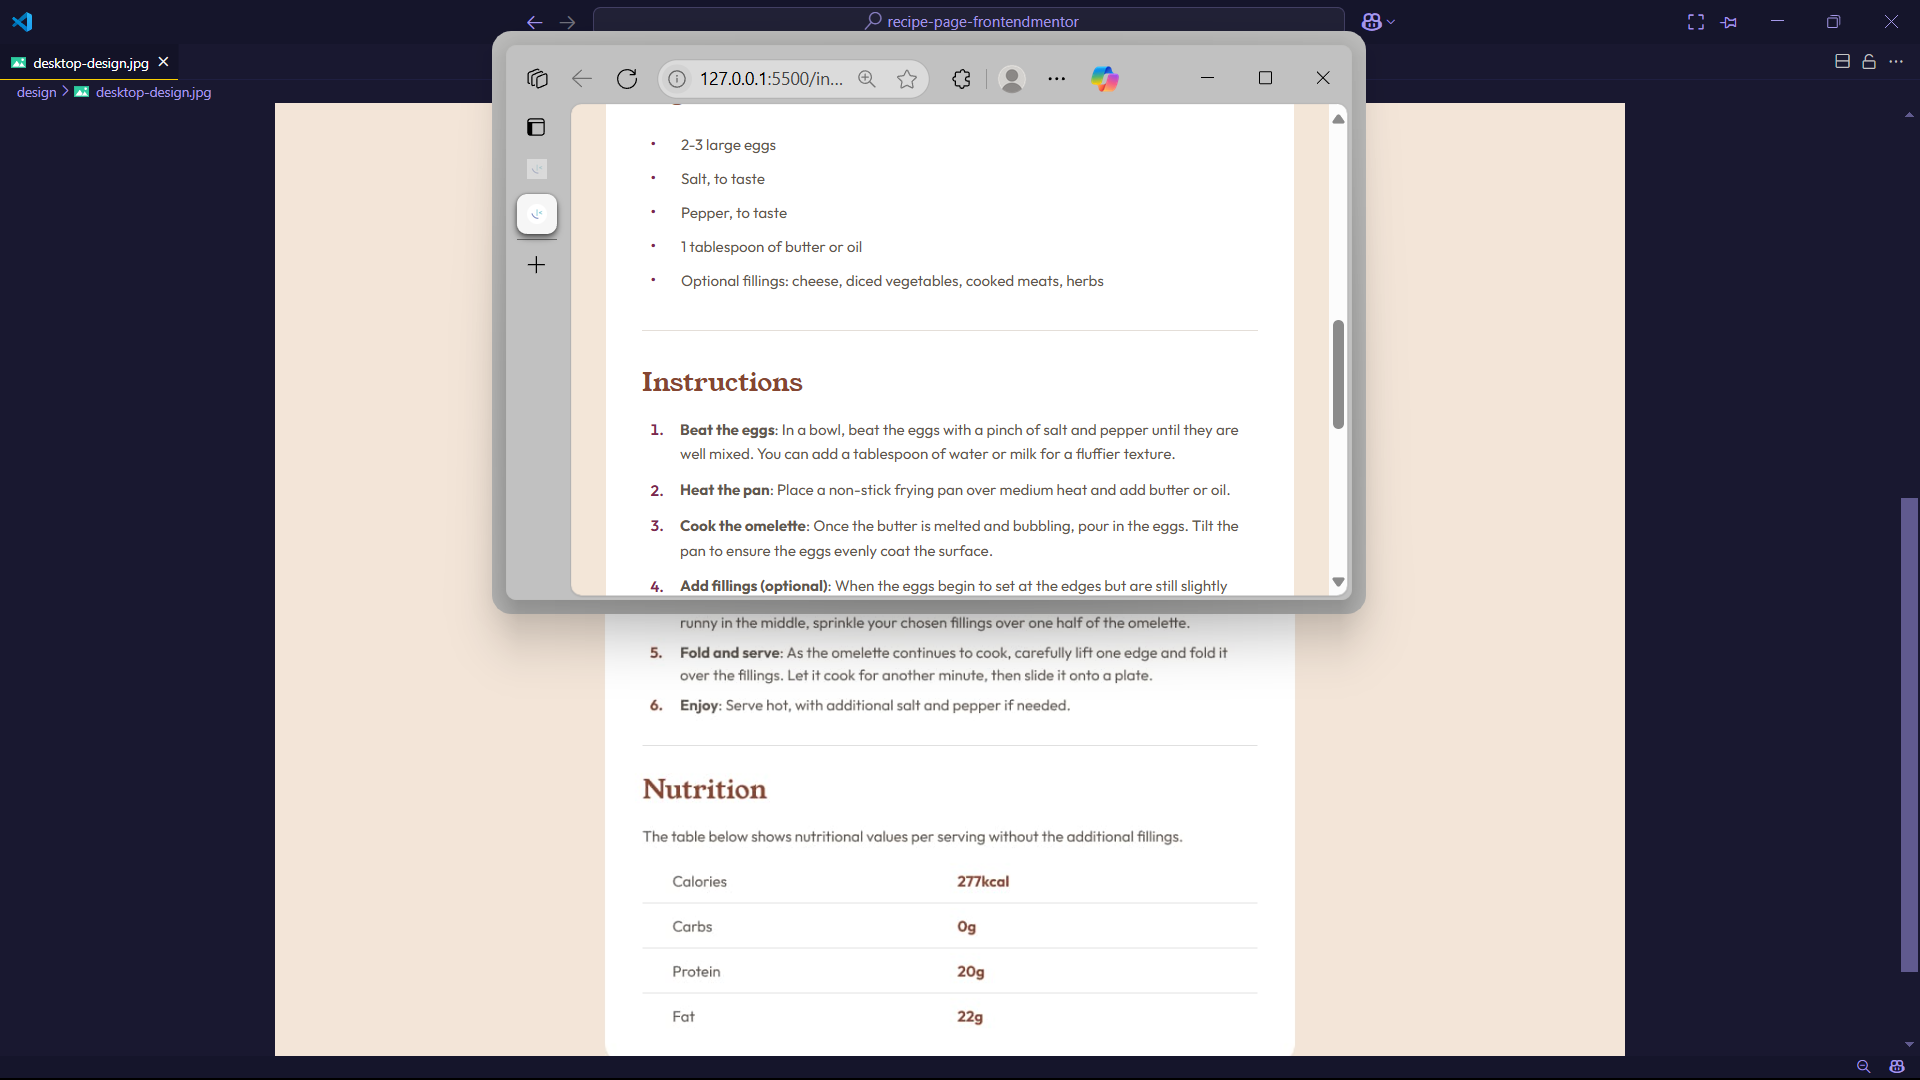 recipe-page-frontendmentor
desktop-design.jpg
design > desktop-design.jpg
127.0.0.1:5500/in...
• 2-3 large eggs
• Salt, to taste
• Pepper, to taste
• 1 tablespoon of butter or oil
• Optional fillings: cheese, diced vegetables, cooked meats, herbs
Instructions
1. Beat the eggs: In a bowl, beat the eggs with a pinch of salt and pepper until they are
well mixed. You can add a tablespoon of water or milk for a fluffier texture.
2. Heat the pan: Place a non-stick frying pan over medium heat and add butter or oil.
3. Cook the omelette: Once the butter is melted and bubbling, pour in the eggs. Tilt the
pan to ensure the eggs evenly coat the surface.
4. Add fillings (optional): When the eggs begin to set at the edges but are still slightly
runny in the middle, sprinkle your chosen fillings over one half of the omelette.
5. Fold and serve: As the omelette continues to cook, carefully lift one edge and fold it
over the fillings. Let it cook for another minute, then slide it onto a plate.
6. Enjoy: Serve hot, with additional salt and pepper if needed.
Nutrition
The table below shows nutritional values per serving without the additional fillings.
Calories 277kcal
Carbs 0g
Protein 20g
Fat 22g